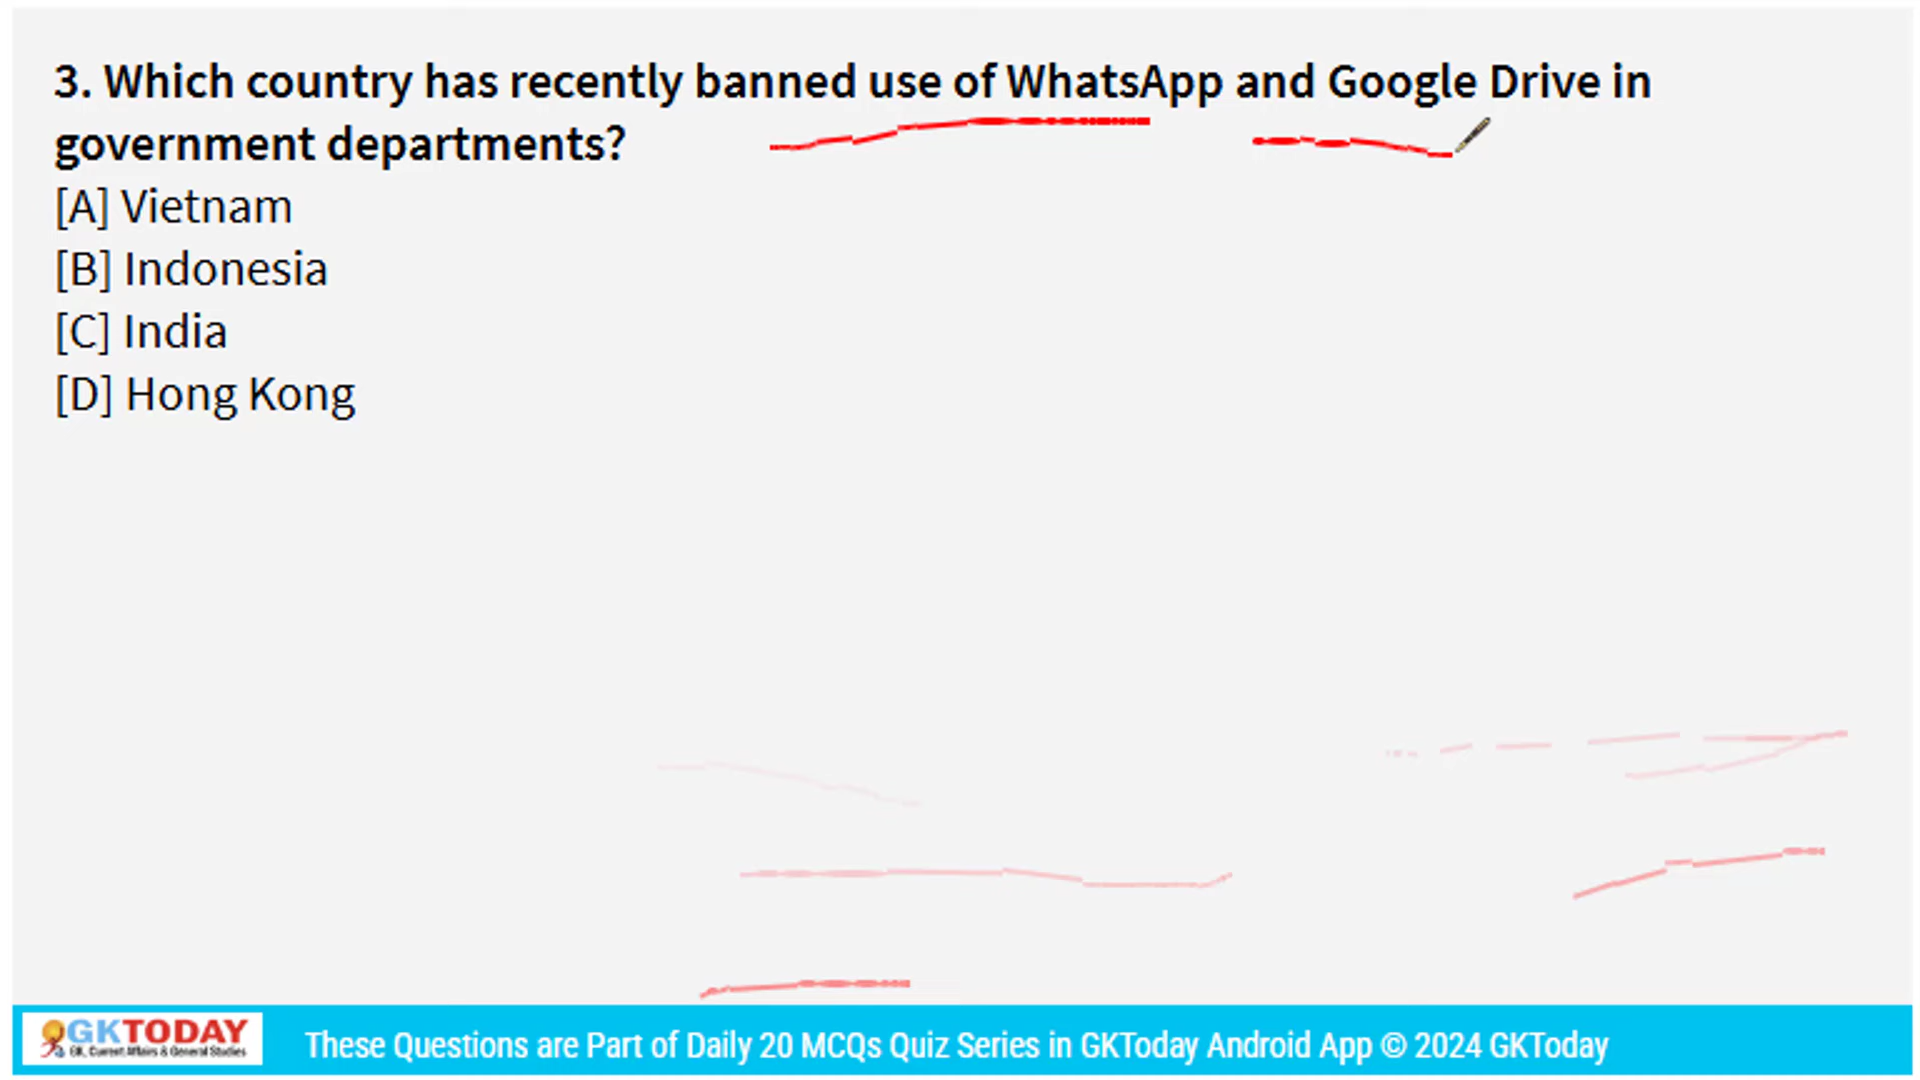 3. Which country has recently banned use of WhatsApp and Google Drive in
government departments?
[A] Vietnam
[B] Indonesia
[C] India
[D] Hong Kong
GKTODAY
GK, Current Affairs & General Studies
These Questions are Part of Daily 20 MCQs Quiz Series in GKToday Android App © 2024 GKToday